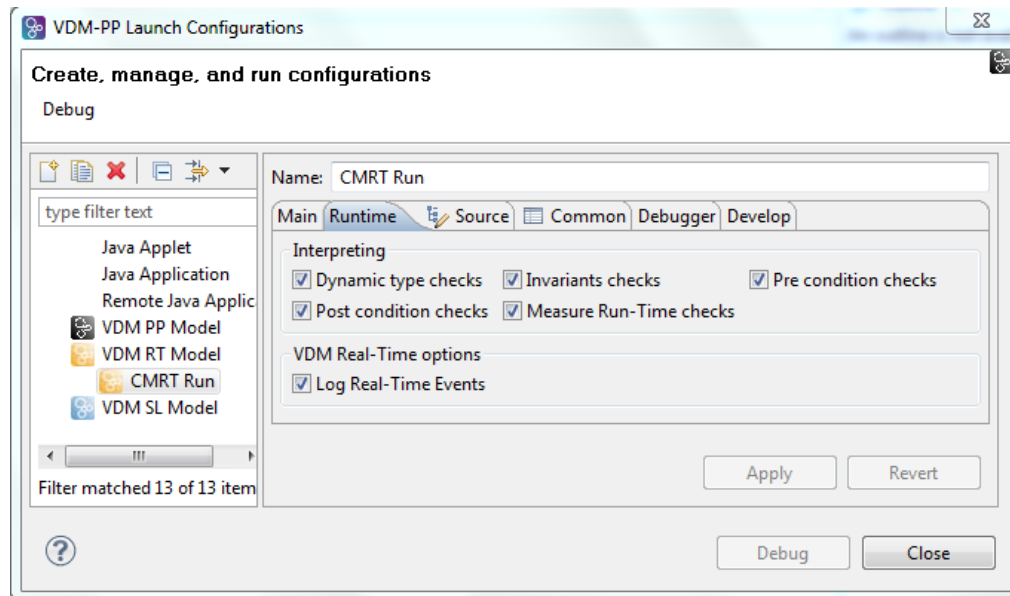 VDM-PP Launch Configurations
Create, manage, and run configurations
Debug
type filter text
Java Applet
Java Application
Remote Java Applic
VDM PP Model
VDM RT Model
CMRT Run
VDM SL Model
Filter matched 13 of 13 item
Name: CMRT Run
Main Runtime Source Common Debugger Develop
Interpreting
Dynamic type checks Invariants checks Pre condition checks
Post condition checks Measure Run-Time checks
VDM Real-Time options
Log Real-Time Events
Apply Revert
? Debug Close